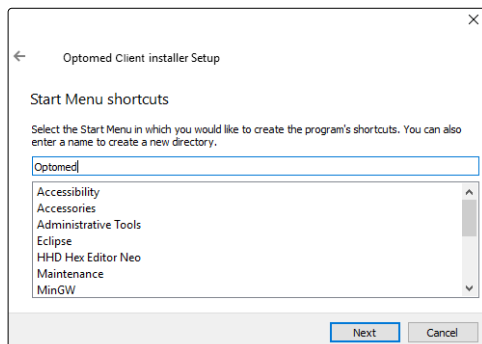 Optomed Client installer Setup
Start Menu shortcuts
Select the Start Menu in which you would like to create the program's shortcuts. You can also
enter a name to create a new directory.
Optomed
Accessibility
Accessories
Administrative Tools
Eclipse
HHD Hex Editor Neo
Maintenance
MinGW
Next
Cancel